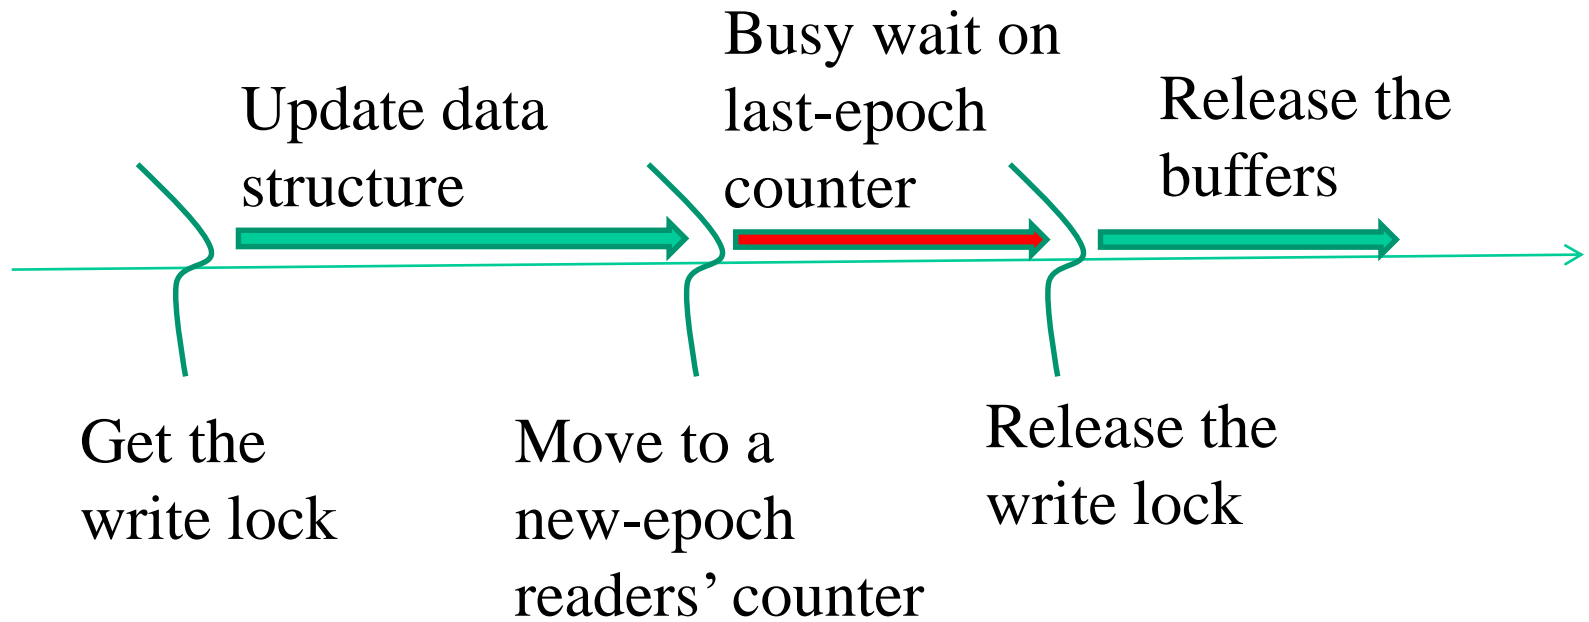 Update data
structure
Busy wait on
last-epoch
counter
Release the
buffers
Get the
write lock
Move to a
new-epoch
readers’ counter
Release the
write lock